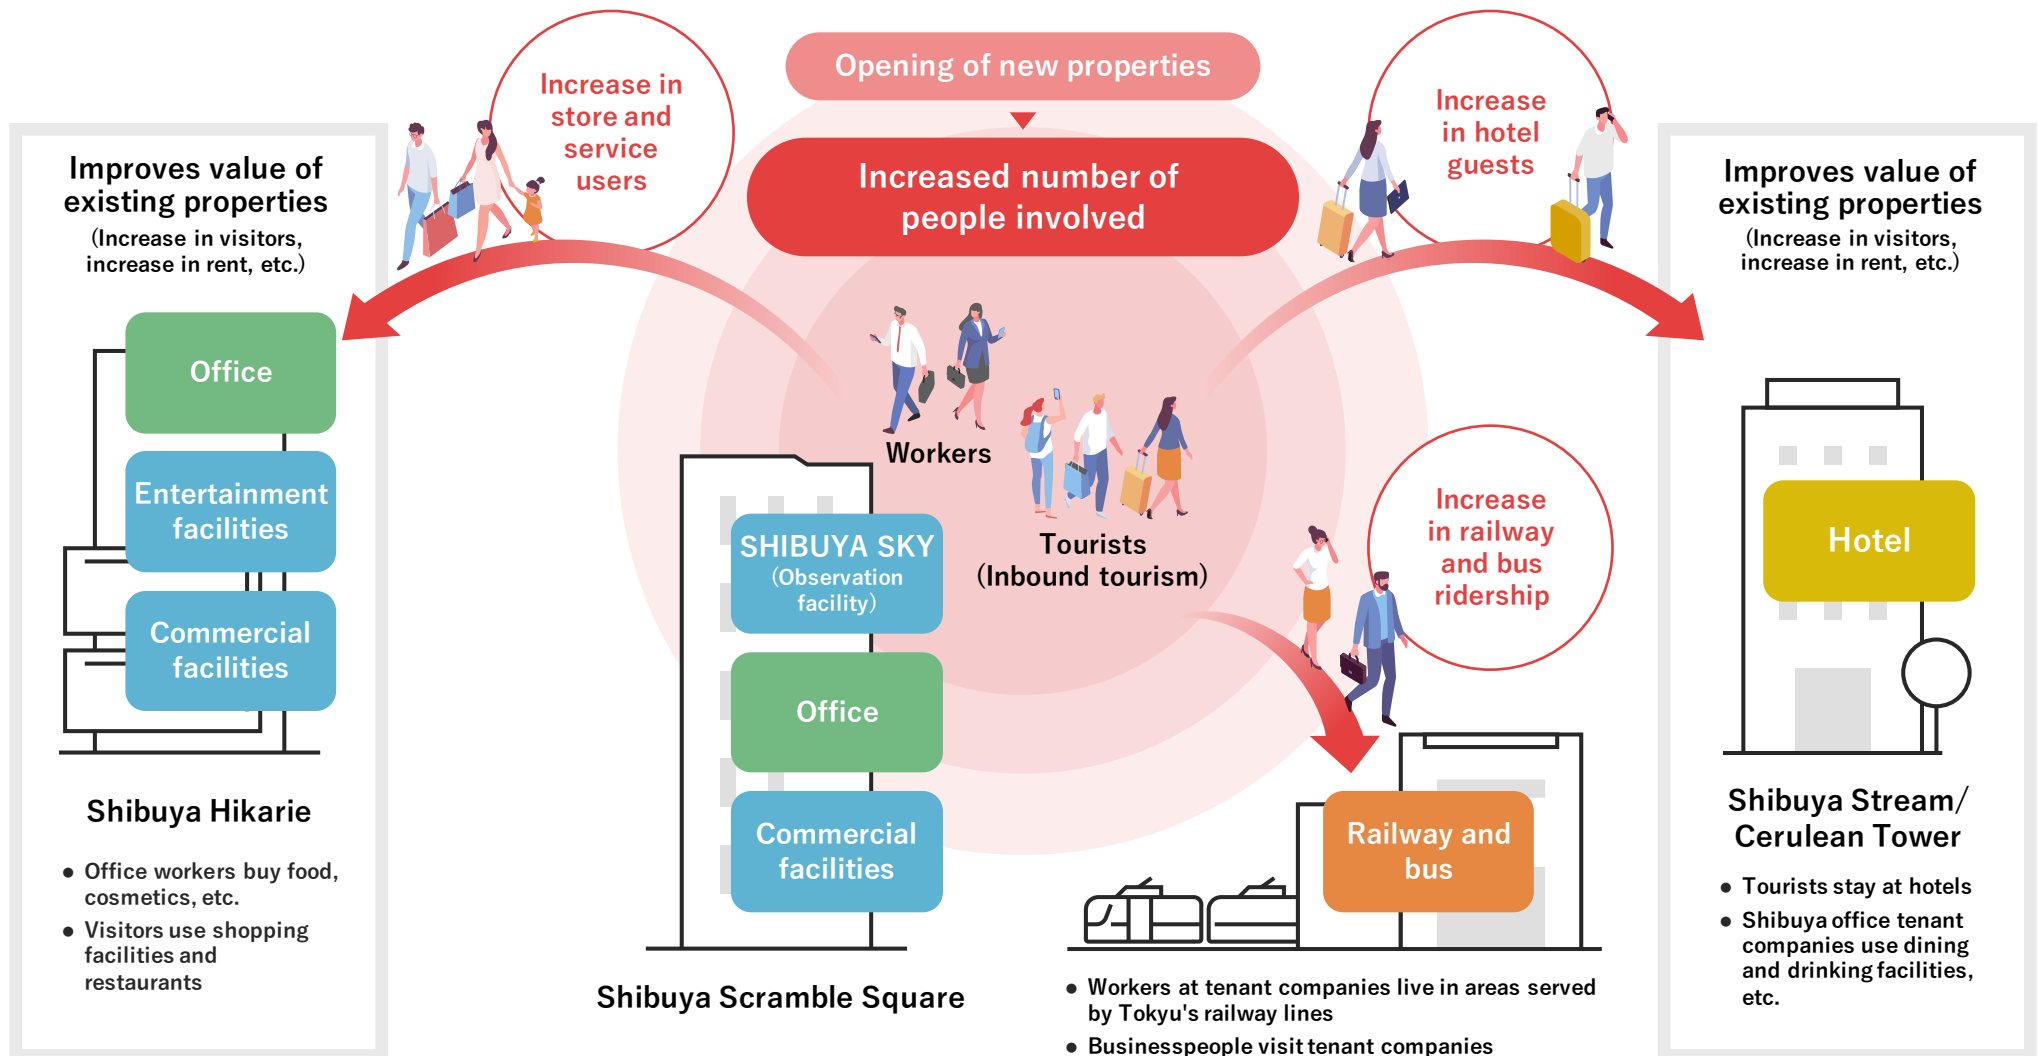 Opening of new properties
Increased number of
people involved
Increase in
store and
service
users
Increase
in hotel
guests
Improves value of
existing properties
(Increase in visitors,
increase in rent, etc.)
Office
Entertainment
facilities
Commercial
facilities
Shibuya Hikarie
● Office workers buy food,
cosmetics, etc.
● Visitors use shopping
facilities and
restaurants
Workers
Tourists
(Inbound tourism)
SHIBUYA SKY
(Observation
facility)
Office
Commercial
facilities
Shibuya Scramble Square
Increase
in railway
and bus
ridership
Railway and
bus
● Workers at tenant companies live in areas served
by Tokyu's railway lines
● Businesspeople visit tenant companies
Improves value of
existing properties
(Increase in visitors,
increase in rent, etc.)
Hotel
Shibuya Stream/
Cerulean Tower
● Tourists stay at hotels
● Shibuya office tenant
companies use dining
and drinking facilities,
etc.